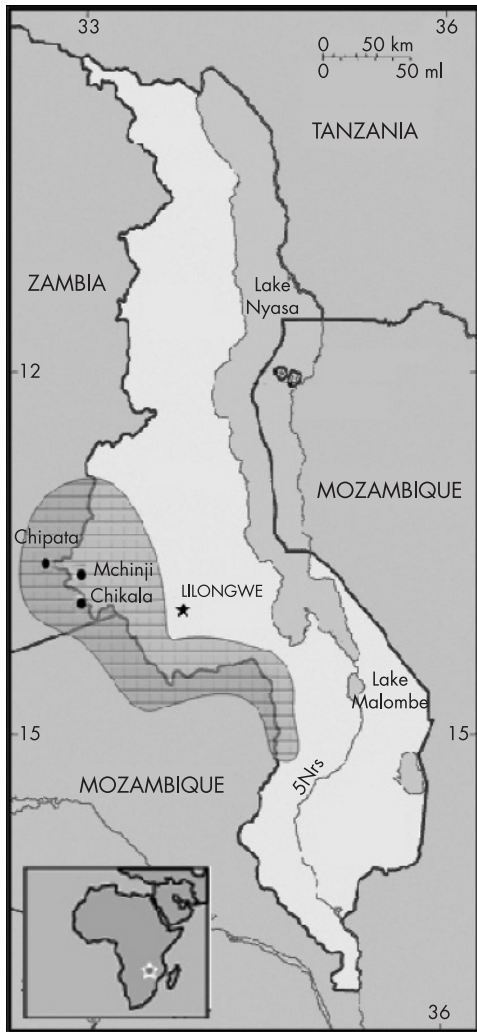 33
36
0 50 km
0 50 ml
TANZANIA
ZAMBIA
Lake
Nyasa
12
MOZAMBIQUE
Chipata
Mchinji
Chikala
LILONGWE
Lake
Malombe
15
15
MOZAMBIQUE
5Nrs
36